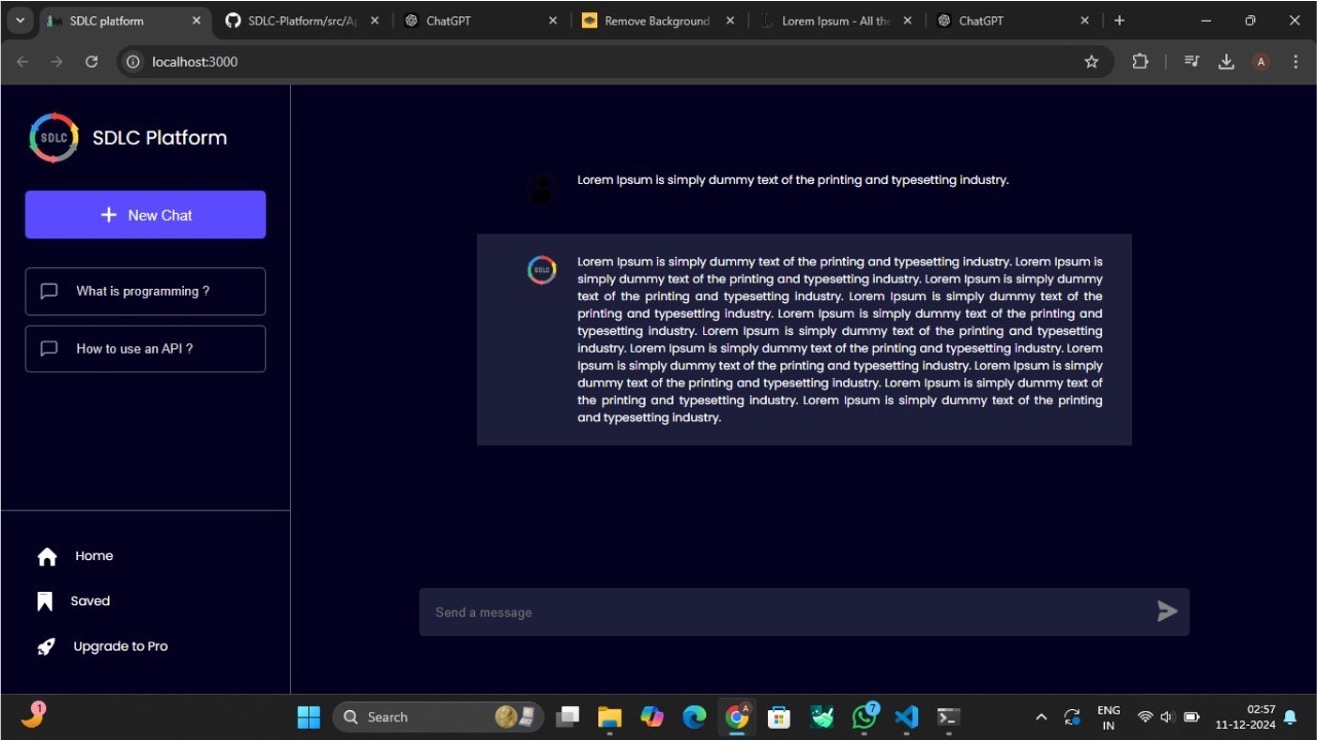 SDLC platform
SDLC-Platform/src/Ap
ChatGPT
Remove Background
Lorem Ipsum - All the
ChatGPT
localhost:3000
A
SDLC
SDLC Platform
New Chat
What is programming ?
How to use an API ?
Home
Saved
Upgrade to Pro
Lorem Ipsum is simply dummy text of the printing and typesetting industry.
SDLC
Lorem Ipsum is simply dummy text of the printing and typesetting industry. Lorem Ipsum is
simply dummy text of the printing and typesetting industry. Lorem Ipsum is simply dummy
text of the printing and typesetting industry. Lorem Ipsum is simply dummy text of the
printing and typesetting industry. Lorem Ipsum is simply dummy text of the printing and
typesetting industry. Lorem Ipsum is simply dummy text of the printing and typesetting
industry. Lorem Ipsum is simply dummy text of the printing and typesetting industry. Lorem
Ipsum is simply dummy text of the printing and typesetting industry. Lorem Ipsum is simply
dummy text of the printing and typesetting industry. Lorem Ipsum is simply dummy text of
the printing and typesetting industry. Lorem Ipsum is simply dummy text of the printing
and typesetting industry.
Send a message
1
Search
A
7
ENG
IN
02:57
11-12-2024